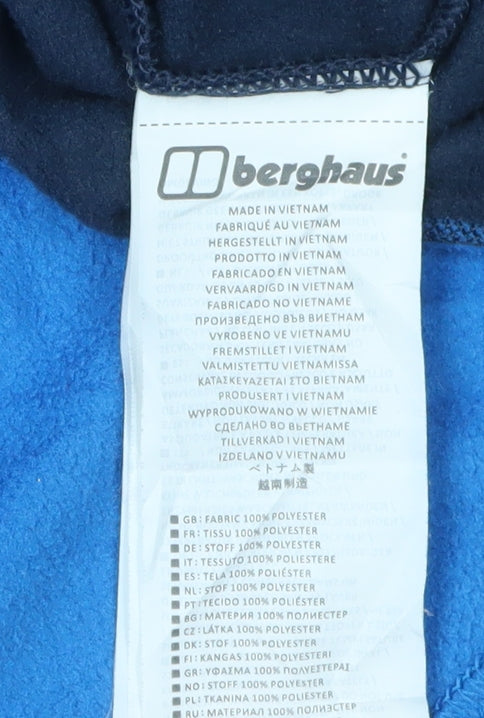 berghaus
MADE IN VIETNAM
FABRIQUÉ AU VIETNAM
HERGESTELLT IN VIETNAM
PRODOTTO IN VIETNAM
FABRICADO EN VIETNAM
VERVAARDIGD IN VIETNAM
FABRICADO NO VIETNAME
ПРОИЗВЕДЕНО ВЪВ ВИЕТНАМ
VYROBENO VE VIETNAMU
FREMSTILLET I VIETNAM
VALMISTETTU VIETNAMISSA
ΚΑΤΑΣΚΕΥΑΖΕΤΑΙ ΣΤΟ ΒΙΕΤΝΑΜ
PRODUSERT I VIETNAM
WYPRODUKOWANO W WIETNAMIE
СДЕЛАНО ВО ВЬЕТНАМЕ
TILLVERKAD I VIETNAM
IZDELANO V VIETNAMU
ベトナム製
越南制造
GB: FABRIC 100% POLYESTER
FR: TISSU 100% POLYESTER
DE: STOFF 100% POLYESTER
IT: TESSUTO 100% POLIESTERE
ES: TELA 100% POLIÉSTER
NL: STOF 100% POLYESTER
PT: TECIDO 100% POLIÉSTER
BG: МАТЕРИЯ 100% ПОЛИЕСТЕР
CZ: LÁTKA 100% POLYESTER
DK: STOF 100% POLYESTER
FI: KANGAS 100% POLYESTERI
GR: ΥΦΑΣΜΑ 100% ΠΟΛΥΕΣΤΕΡΑΣ
NO: STOFF 100% POLYESTER
PL: TKANINA 100% POLIESTER
RU: МАТЕРИАЛ 100% ПОЛИЭСТЕР